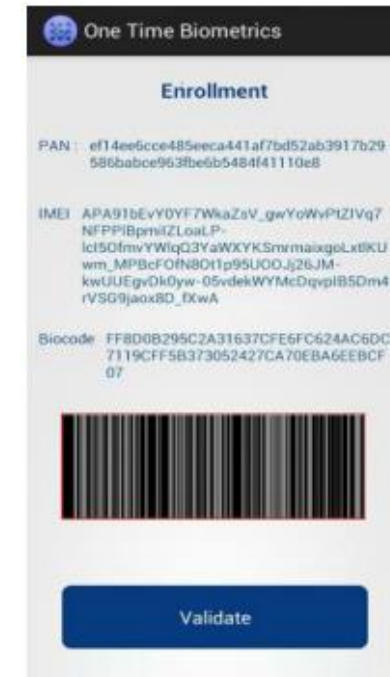 One Time Biometrics
Enrollment
PAN : ef14ee6cce485eeca441af7bd52ab3917b29
586babce963fbe6b5484f41110e8
IMEI APA91bEvY0YF7WkaZsV_gwYoWvPtZIVq7
NFPPIBpmilZLoaLP-
lcI5OfmvYWlqQ3YaWXYKSmrmaixgoLxtlKU
wm_MPBcFOfN8Ot1p95UOOJj26JM-
kwUUEgvDk0yw-05vdekWYMcDqvpIB5Dm4
rVSG9jaox8D_fXwA
Biocode FF8D0B295C2A31637CFE6FC624AC6DC
7119CFF5B373052427CA70EBA6EEBCF
07
Validate